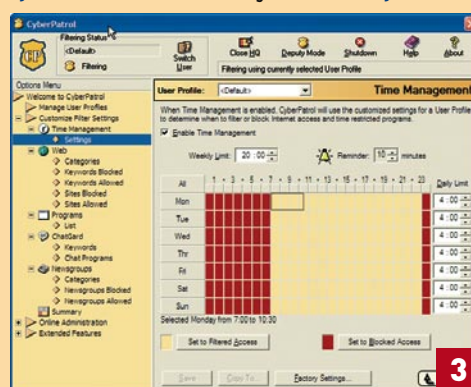 CyberPatrol
Filtering Status
<Default>
Filtering
Switch User
Close HQ
Deputy Mode
Shutdown
Help
About
Filtering using currently selected User Profile
Options Menu
Welcome to CyberPatrol
Manage User Profiles
Customize Filter Settings
Time Management
Settings
Web
Categories
Keywords Blocked
Keywords Allowed
Sites Blocked
Sites Allowed
Programs
List
ChatGard
Keywords
Chat Programs
Newsgroups
Categories
Newsgroups Blocked
Newsgroups Allowed
Summary
Online Administration
Extended Features
User Profile: <Default> Time Management
When Time Management is enabled, CyberPatrol will use the customized settings for a User Profile
to determine when to filter or block Internet access and time restricted programs.
Enable Time Management
Weekly Limit: 20 :00 Reminder: 10 minutes
All 1 • 3 • 5 • 7 • 9 • 11 • 13 • 15 • 17 • 19 • 21 • 23 Daily Limit
Mon 4 :00
Tue 4 :00
Wed 4 :00
Thr 4 :00
Fri 4 :00
Sat 4 :00
Sun 4 :00
Selected Monday from 7:00 to 10:30
Set to Filtered Access Set to Blocked Access
Save Copy To... Factory Settings...
3